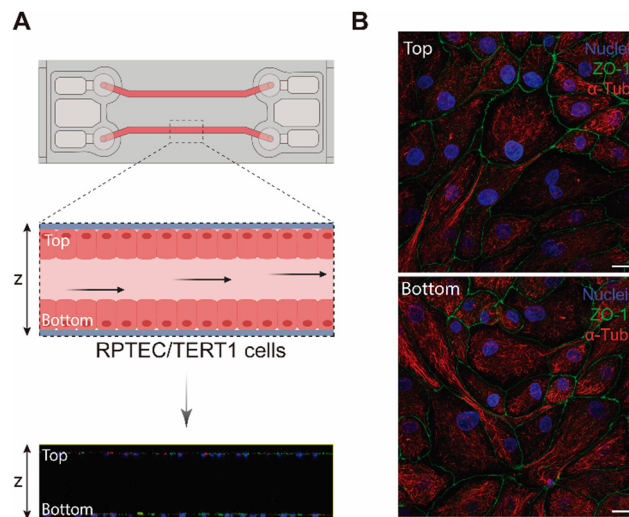 A
Top
Z
Bottom
RPTEC/TERT1 cells
Top
Z
Bottom
B
Top
Nuclei
ZO-1
α-Tub
Bottom
Nuclei
ZO-1
α-Tub